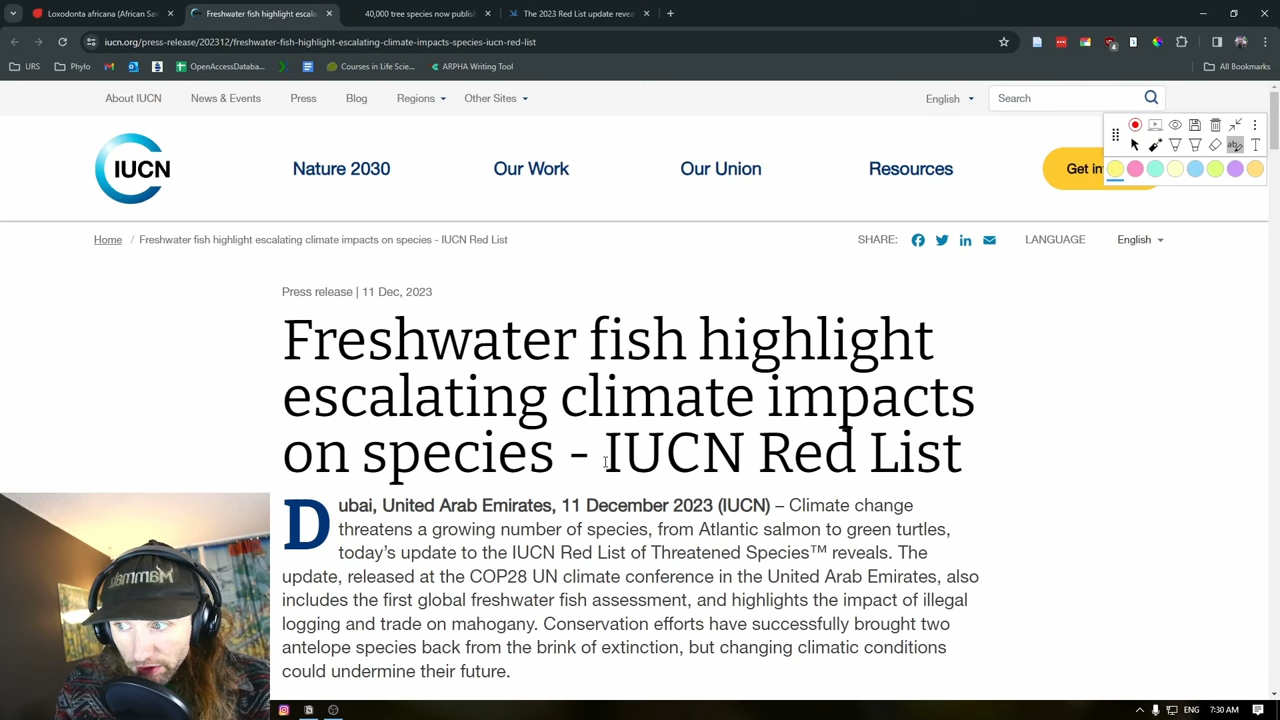 Loxodonta africana (African Sav
Freshwater fish highlight escala
40,000 tree species now publish
The 2023 Red List update revea
iucn.org/press-release/202312/freshwater-fish-highlight-escalating-climate-impacts-species-iucn-red-list
URS
Phylo
OpenAccessDataba...
Courses in Life Scie...
ARPHA Writing Tool
All Bookmarks
About IUCN
News & Events
Press
Blog
Regions
Other Sites
English
Search
IUCN
Nature 2030
Our Work
Our Union
Resources
Get in
Home / Freshwater fish highlight escalating climate impacts on species - IUCN Red List
SHARE:
LANGUAGE
English
Press release | 11 Dec, 2023
Freshwater fish highlight
escalating climate impacts
on species - IUCN Red List
Dubai, United Arab Emirates, 11 December 2023 (IUCN) – Climate change
threatens a growing number of species, from Atlantic salmon to green turtles,
today's update to the IUCN Red List of Threatened Species™ reveals. The
update, released at the COP28 UN climate conference in the United Arab Emirates, also
includes the first global freshwater fish assessment, and highlights the impact of illegal
logging and trade on mahogany. Conservation efforts have successfully brought two
antelope species back from the brink of extinction, but changing climatic conditions
could undermine their future.
ENG
7:30 AM